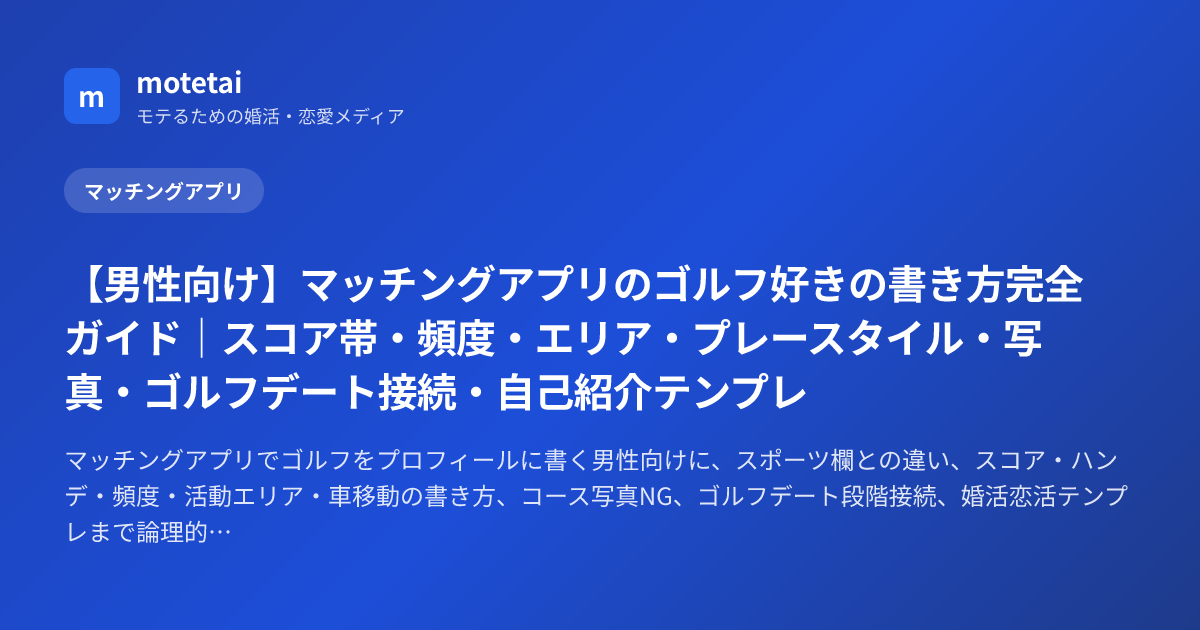 m
motetai
モテるための婚活・恋愛メディア
マッチングアプリ
【男性向け】マッチングアプリのゴルフ好きの書き方完全
ガイド｜スコア帯・頻度・エリア・プレースタイル・写
真・ゴルフデート接続・自己紹介テンプレ
マッチングアプリでゴルフをプロフィールに書く男性向けに、スポーツ欄との違い、スコア・ハン
デ・頻度・活動エリア・車移動の書き方、コース写真NG、ゴルフデート段階接続、婚活恋活テンプ
レまで論理的…